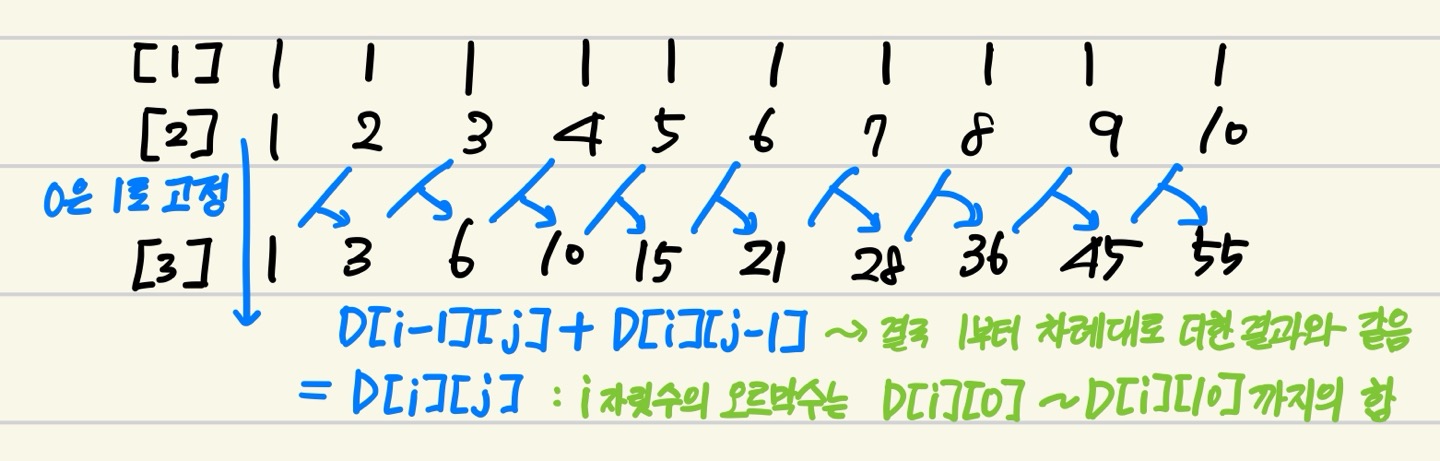 [1] 1 1 1 1 1 1 1 1 1 1
[2] 1 2 3 4 5 6 7 8 9 10
0은 1로 고정
[3] 1 3 6 10 15 21 28 36 45 55
D[i-1][j] + D[i][j-1] ~> 결국 1부터 차례대로 더한 결과와 같음
= D[i][j] : i 자릿수의 오르막수는 D[i][0] ~ D[i][10] 까지의 합